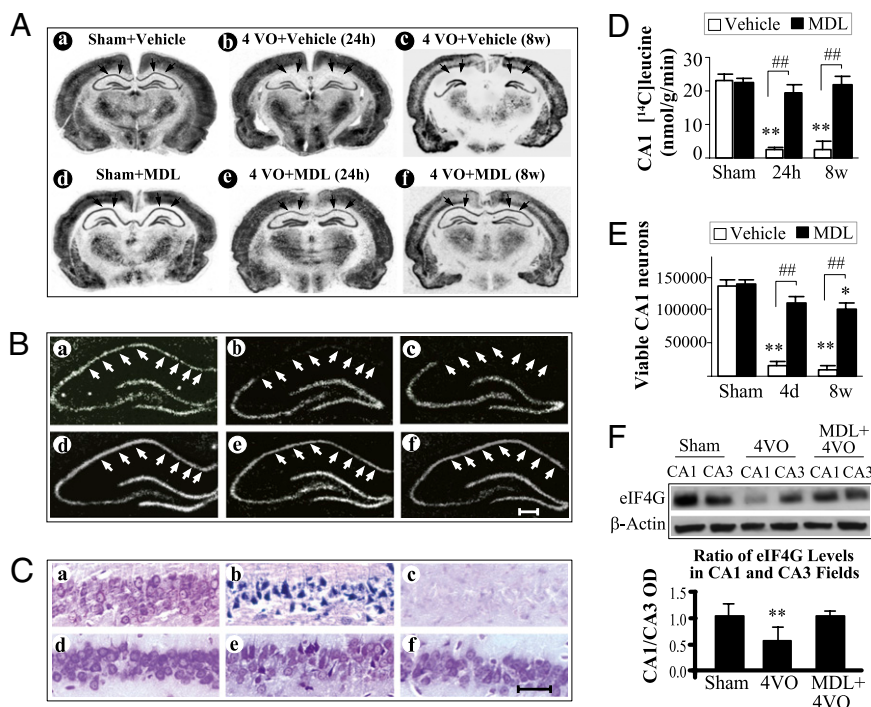 A
a Sham+Vehicle
b 4 VO+Vehicle (24h)
c 4 VO+Vehicle (8w)
d Sham+MDL
e 4 VO+MDL (24h)
f 4 VO+MDL (8w)
B
a b c
d e f
C
a b c
d e f
D
Vehicle MDL
CA1 [¹⁴C]leucine
(nmol/g/min)
30
20
10
0
## ##
** **
Sham 24h 8w
E
Vehicle MDL
Viable CA1 neurons
150000
100000
50000
## ##
*
** **
Sham 4d 8w
F
Sham 4VO MDL+
4VO
CA1 CA3 CA1 CA3 CA1 CA3
eIF4G
β-Actin
Ratio of eIF4G Levels
in CA1 and CA3 Fields
CA1/CA3 OD
1.5
1.0
0.5
0.0
**
Sham 4VO MDL+
4VO